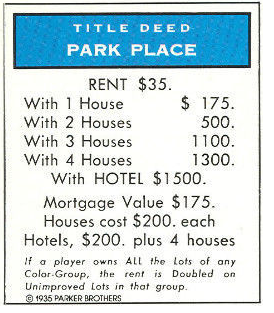 TITLE DEED
PARK PLACE
RENT $35.
With 1 House $ 175.
With 2 Houses 500.
With 3 Houses 1100.
With 4 Houses 1300.
With HOTEL $1500.
Mortgage Value $175.
Houses cost $200. each
Hotels, $200. plus 4 houses
If a player owns ALL the Lots of any
Color-Group, the rent is Doubled on
Unimproved Lots in that group.
© 1935 PARKER BROTHERS